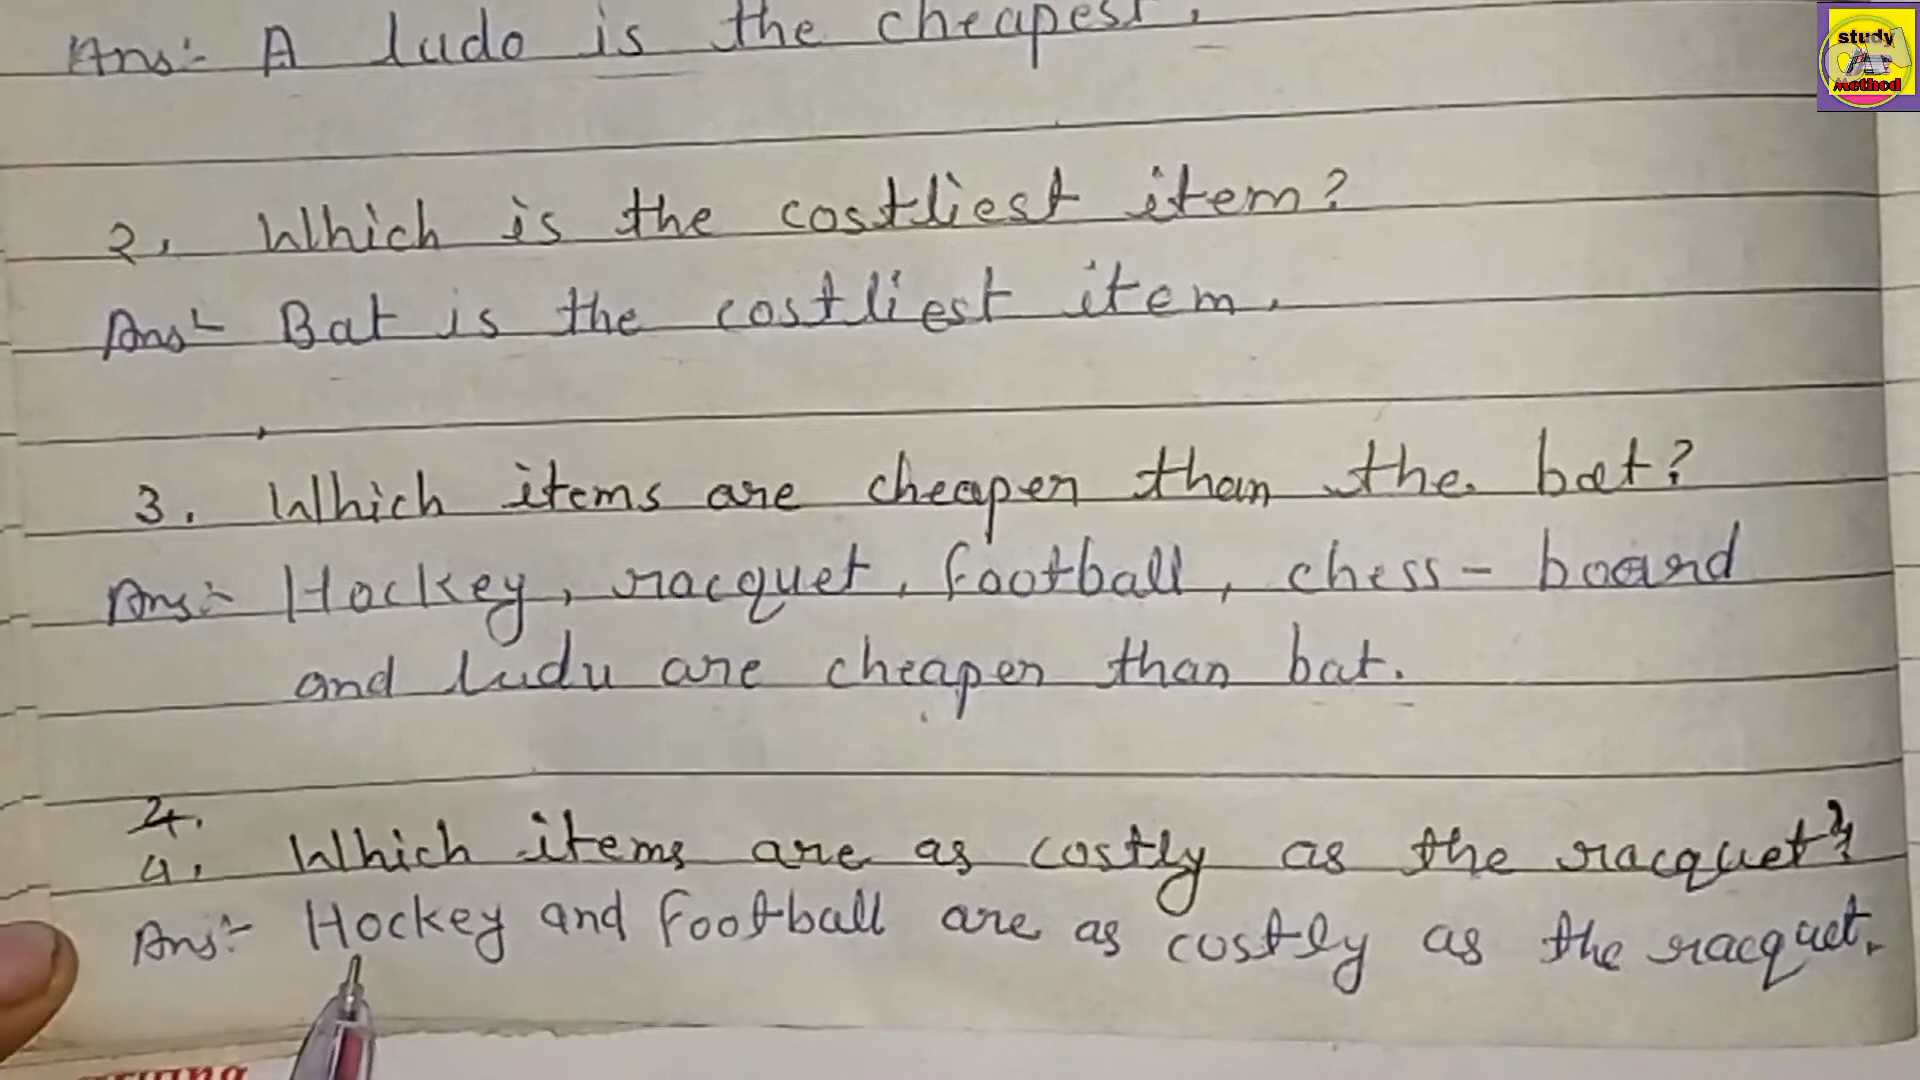 Ans:- A ludo is the cheapest.
2. Which is the costliest item?
Ans:- Bat is the costliest item.
3. Which items are cheaper than the bat?
Ans:- Hockey, racquet, football, chess-board
and ludu are cheaper than bat.
4.
4. Which items are as costly as the racquet?
Ans:- Hockey and football are as costly as the racquet.
study
Method